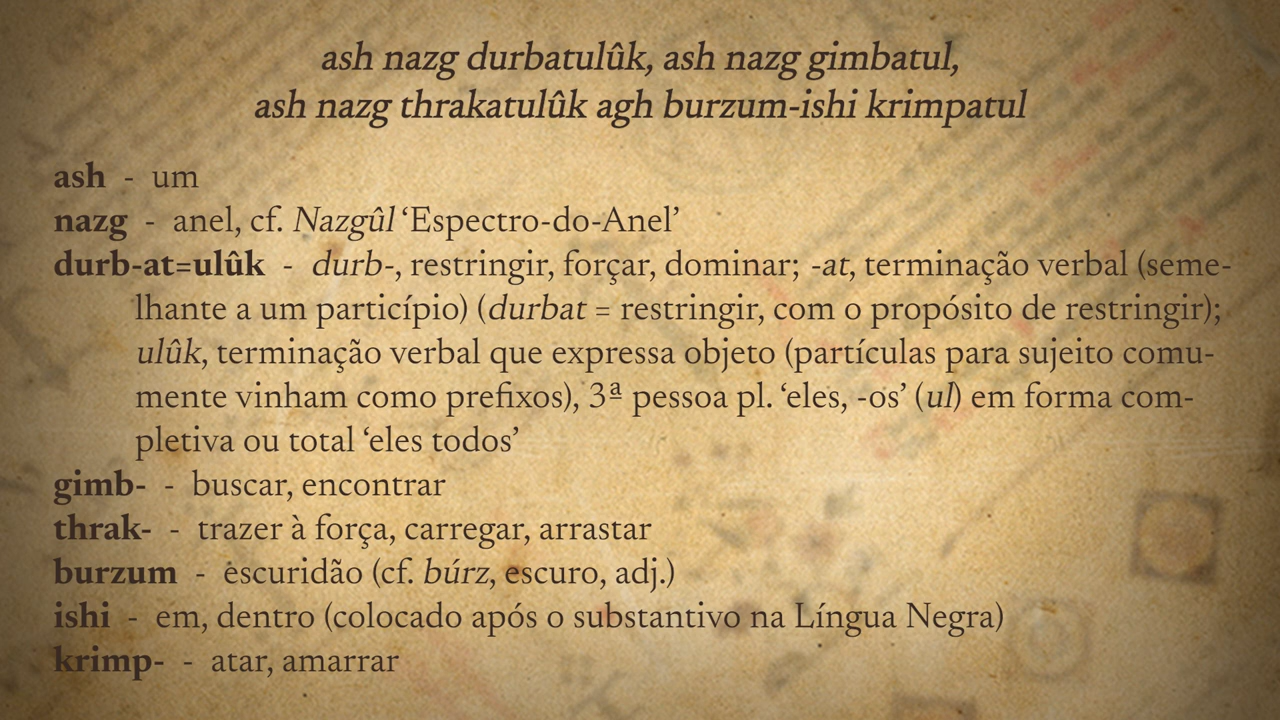 ash nazg durbatulûk, ash nazg gimbatul,
ash nazg thrakatulûk agh burzum-ishi krimpatul
ash - um
nazg - anel, cf. Nazgûl ‘Espectro-do-Anel’
durb-at=ulûk - durb-, restringir, forçar, dominar; -at, terminação verbal (seme-
lhante a um particípio) (durbat = restringir, com o propósito de restringir);
ulûk, terminação verbal que expressa objeto (partículas para sujeito comu-
mente vinham como prefixos), 3ª pessoa pl. ‘eles, -os’ (ul) em forma com-
pletiva ou total ‘eles todos’
gimb- - buscar, encontrar
thrak- - trazer à força, carregar, arrastar
burzum - escuridão (cf. búrz, escuro, adj.)
ishi - em, dentro (colocado após o substantivo na Língua Negra)
krimp- - atar, amarrar